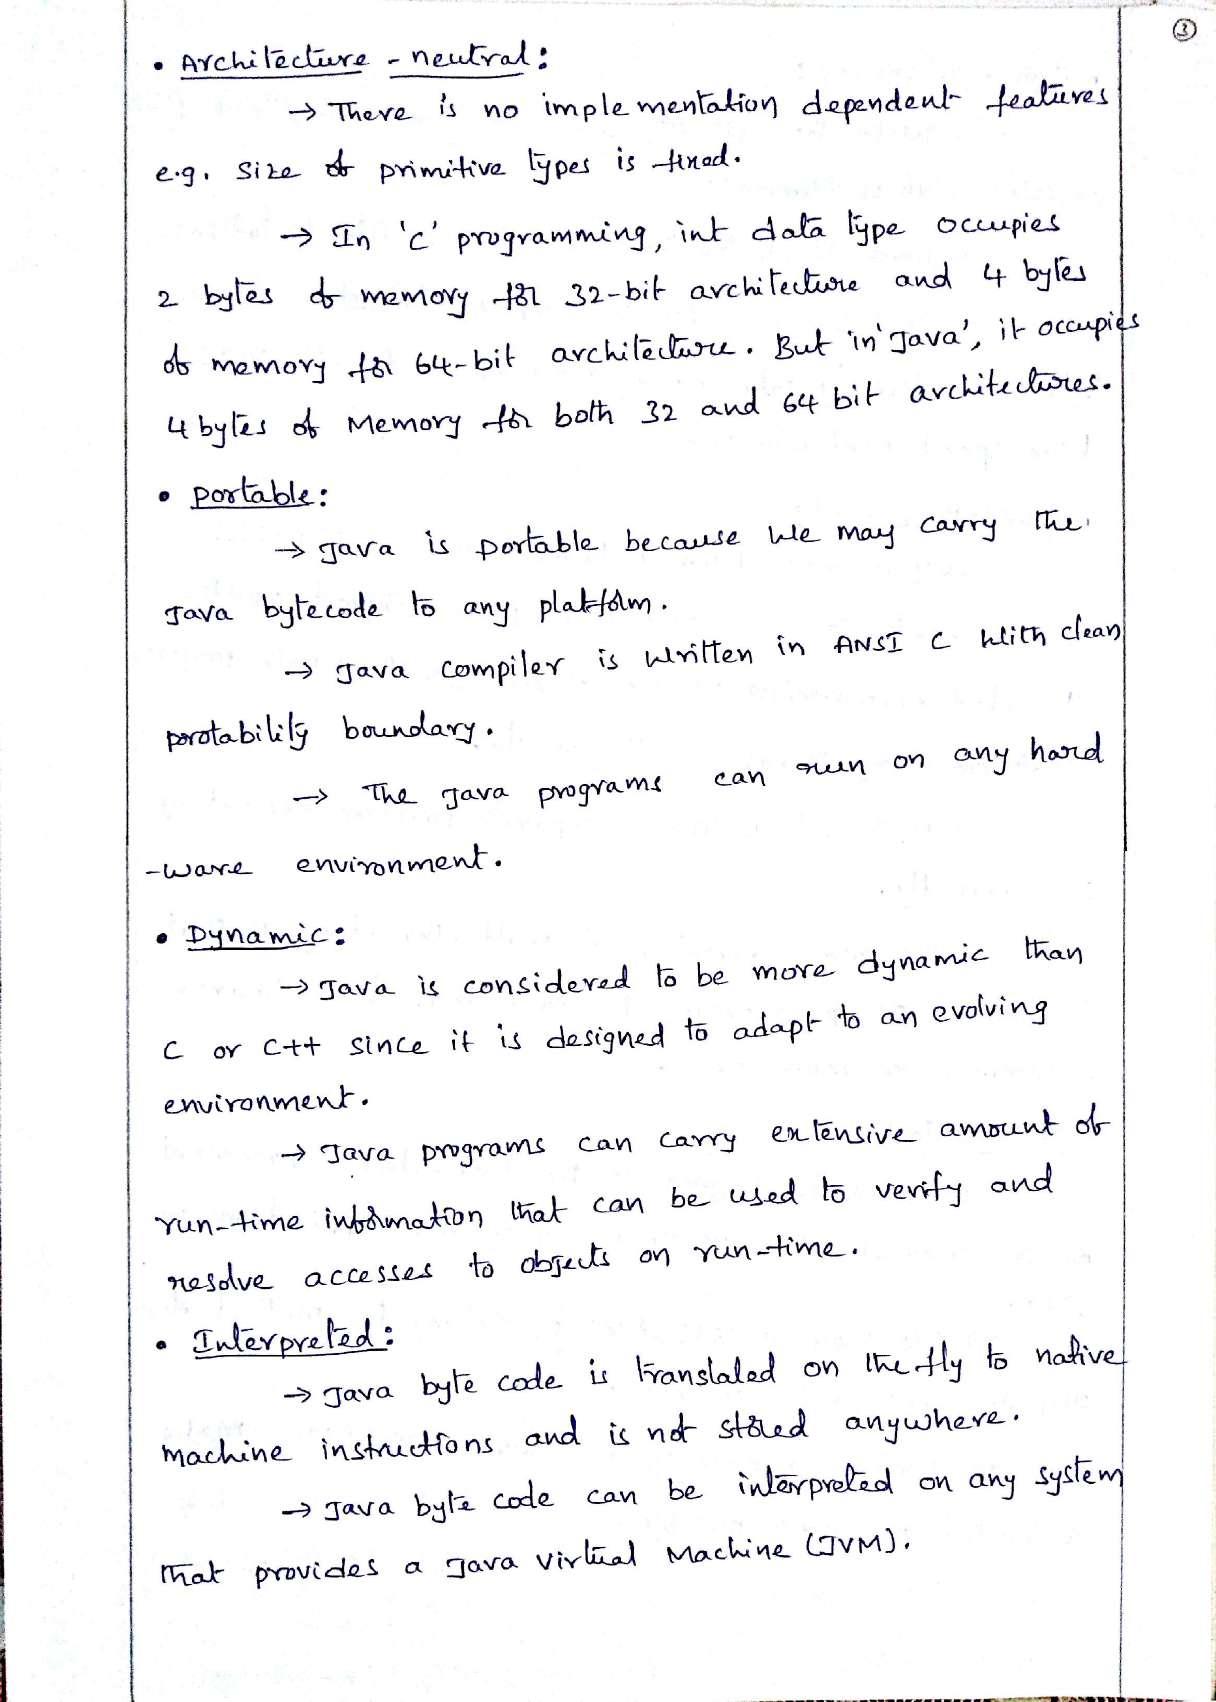 3
• Architecture - neutral:
→ There is no implementation dependent features
e.g. size of primitive types is fixed.
→ In 'c' programming, int data type occupies
2 bytes of memory for 32-bit architecture and 4 bytes
of memory for 64-bit architecture. But in 'Java', it occupies
4 bytes of Memory for both 32 and 64 bit architectures.
• portable:
→ Java is portable because We may carry the
Java bytecode to any platform.
→ Java compiler is written in ANSI C With clean
porotability boundary.
→ The Java programs can run on any hard
-ware environment.
• Dynamic:
→ Java is considered to be more dynamic than
C or C++ since it is designed to adapt to an evolving
environment.
→ Java programs can carry extensive amount of
run-time information that can be used to verify and
resolve accesses to objects on run-time.
• Interpreted:
→ Java byte code is translated on the fly to native
machine instructions and is not stored anywhere.
→ Java byte code can be interpreted on any system
that provides a Java virtual Machine (JVM).